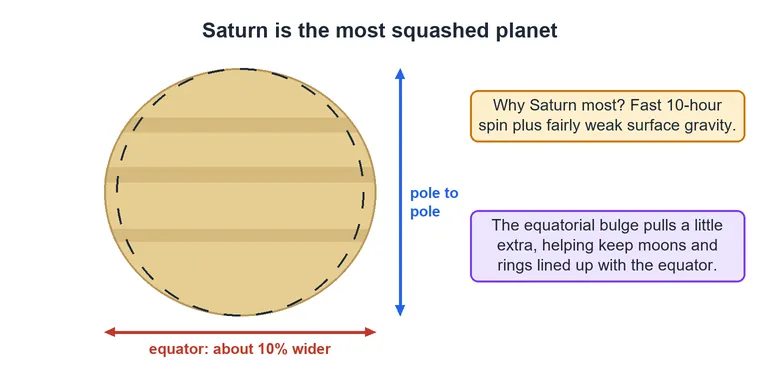 Saturn is the most squashed planet
Why Saturn most? Fast 10-hour
spin plus fairly weak surface gravity.
pole to
pole
The equatorial bulge pulls a little
extra, helping keep moons and
rings lined up with the equator.
equator: about 10% wider